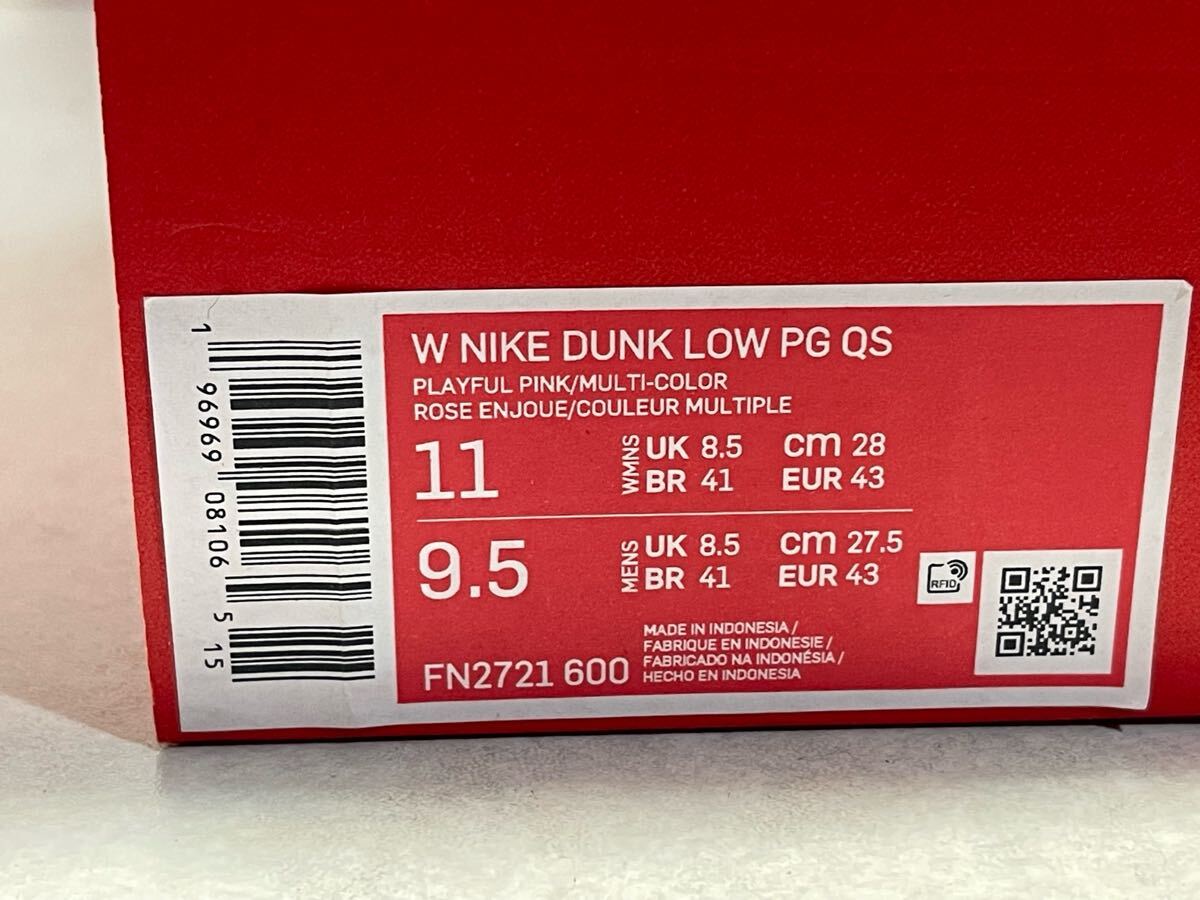 W NIKE DUNK LOW PG QS
PLAYFUL PINK/MULTI-COLOR
ROSE ENJOUE/COULEUR MULTIPLE
11 WMNS UK 8.5 cm 28
BR 41 EUR 43
9.5 MENS UK 8.5 cm 27.5
BR 41 EUR 43
RFID
MADE IN INDONESIA /
FABRIQUE EN INDONESIE /
FABRICADO NA INDONÉSIA /
HECHO EN INDONESIA
FN2721 600
1 96969 08106 5 15